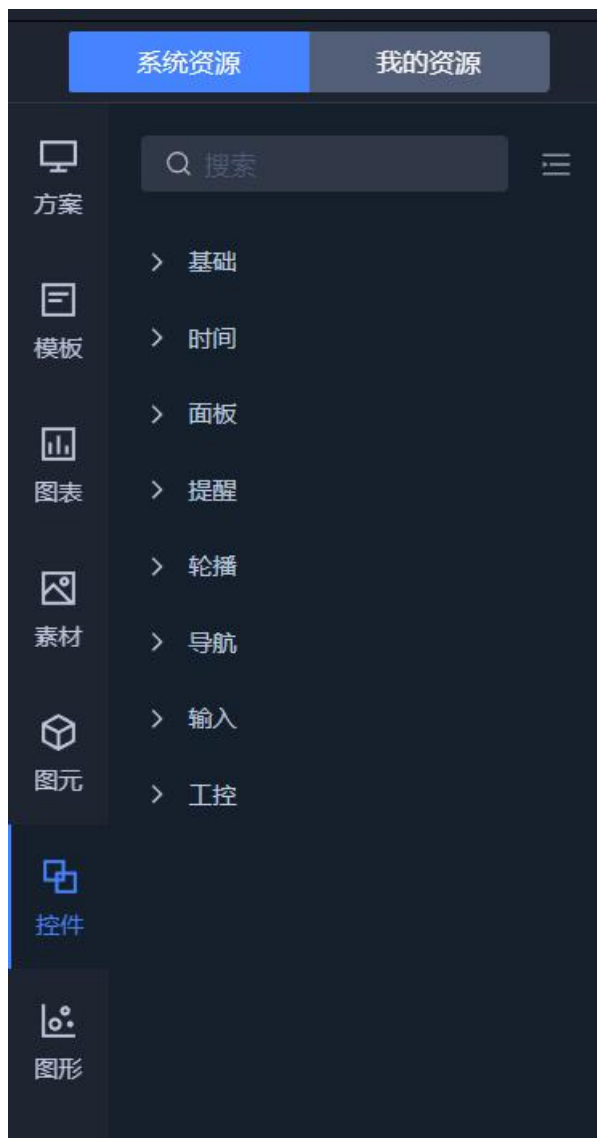 系统资源
我的资源
方案
模板
图表
素材
图元
控件
图形
搜索
基础
时间
面板
提醒
轮播
导航
输入
工控